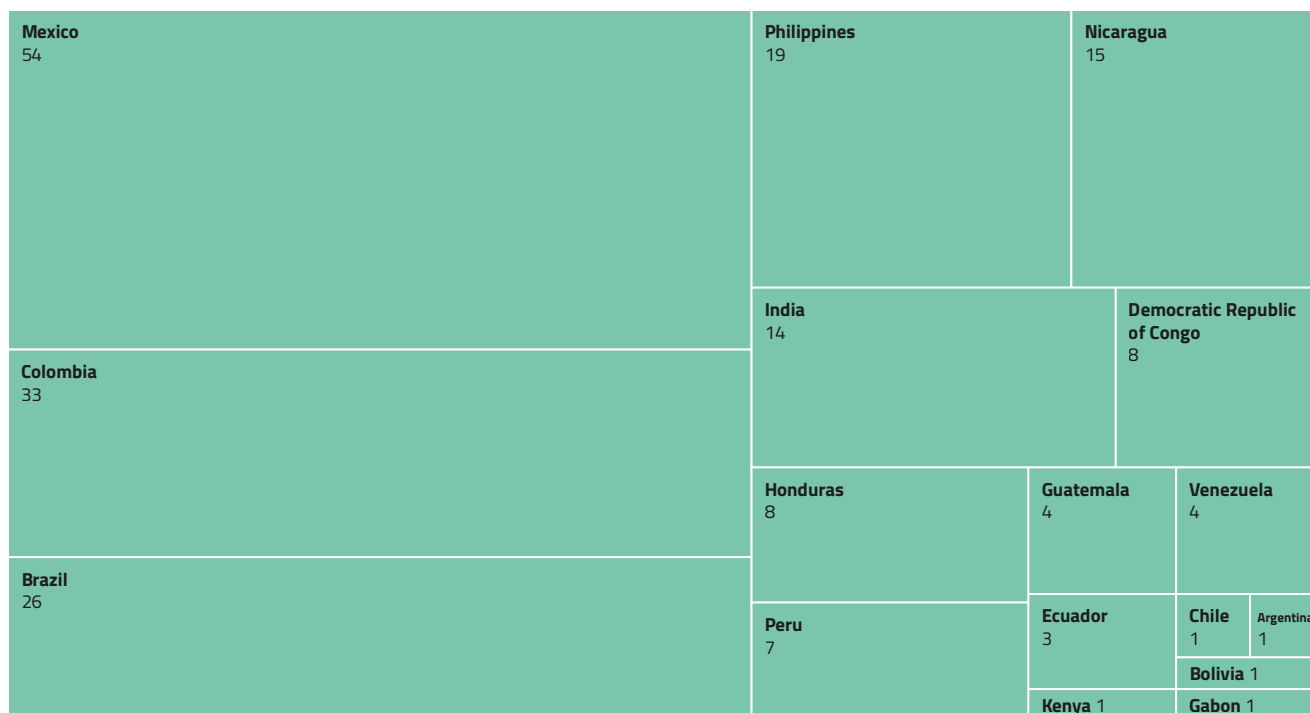 Mexico
54
Colombia
33
Brazil
26
Philippines
19
Nicaragua
15
India
14
Democratic Republic
of Congo
8
Honduras
8
Peru
7
Guatemala
4
Venezuela
4
Ecuador
3
Chile
1
Argentina
1
Bolivia 1
Kenya 1
Gabon 1